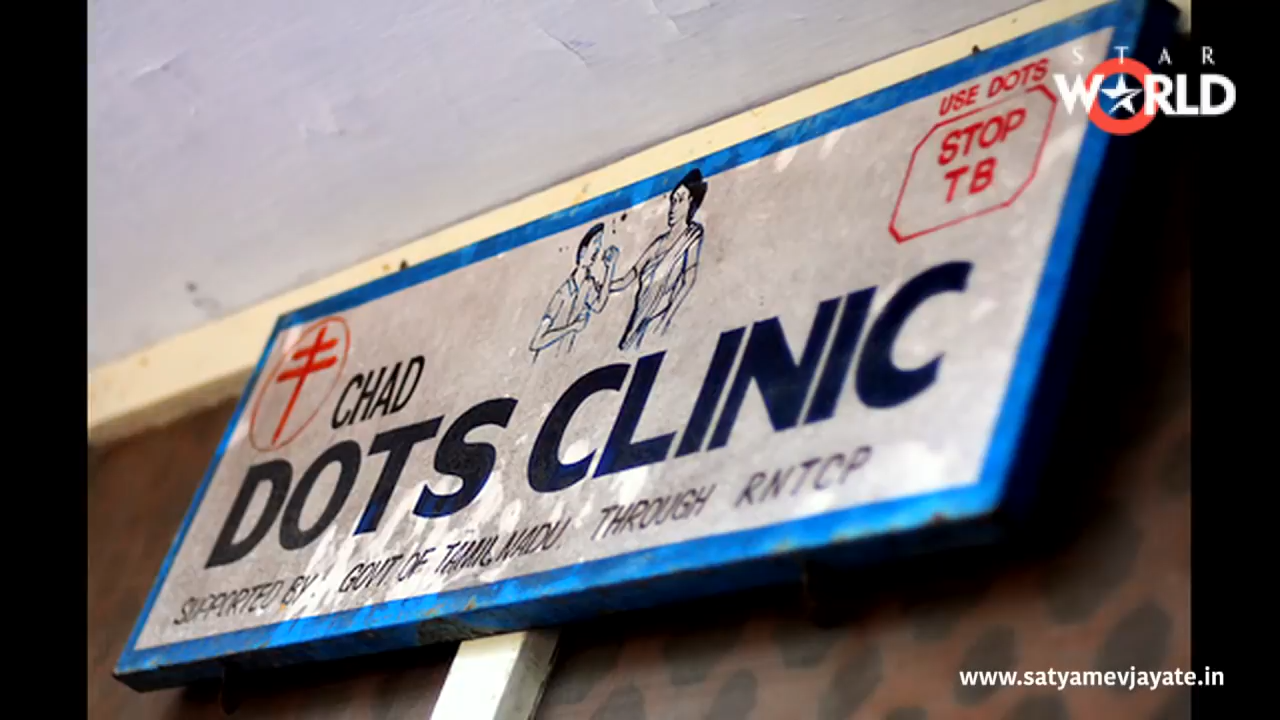 STAR
WORLD
USE DOTS
STOP
TB
CHAD
DOTS CLINIC
SUPPORTED BY: GOVT OF TAMILNADU, THROUGH RNTCP
www.satyamevjayate.in